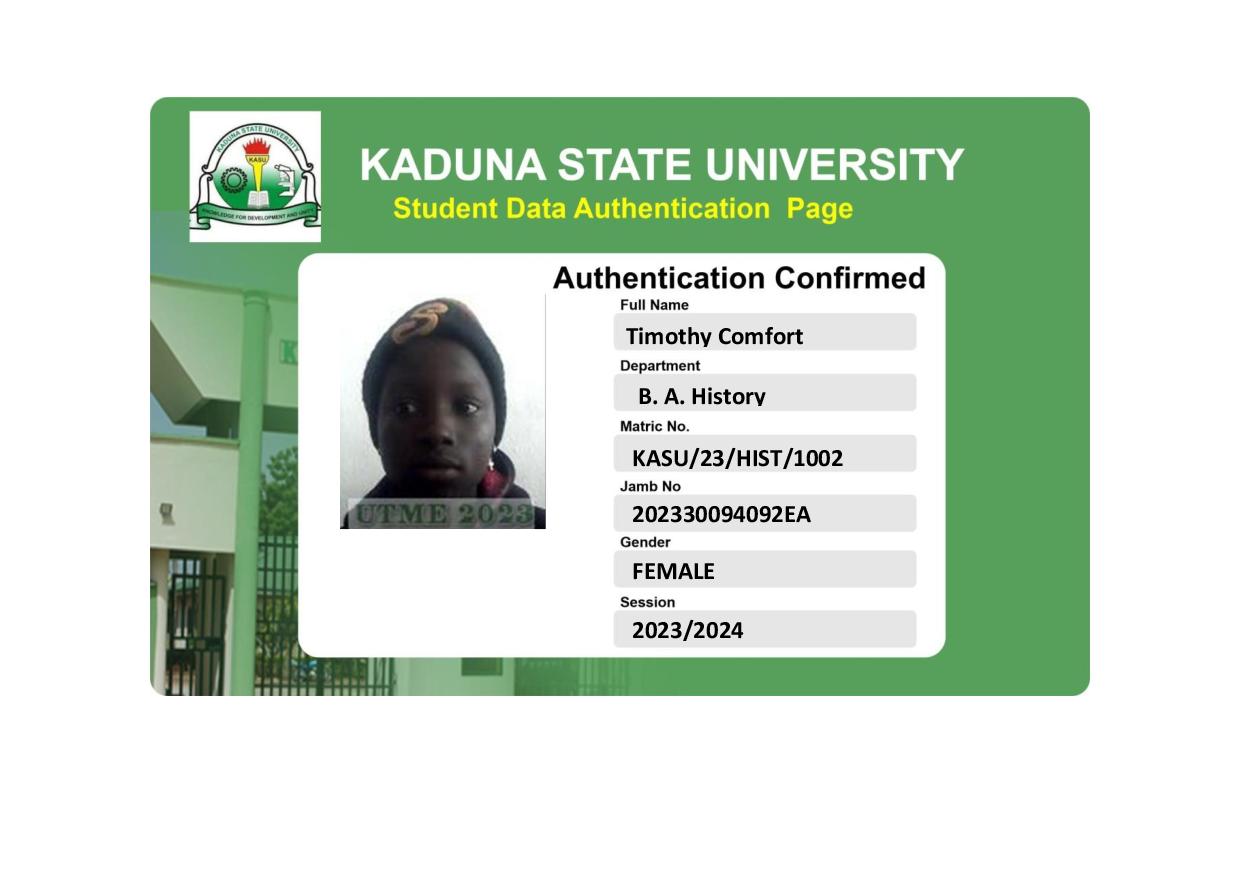 KADUNA STATE UNIVERSITY
KASU
KNOWLEDGE FOR DEVELOPMENT AND UNITY
KADUNA STATE UNIVERSITY
Student Data Authentication Page
Authentication Confirmed
Full Name
Timothy Comfort
Department
B. A. History
Matric No.
KASU/23/HIST/1002
Jamb No
202330094092EA
Gender
FEMALE
Session
2023/2024
UTME 2023
K